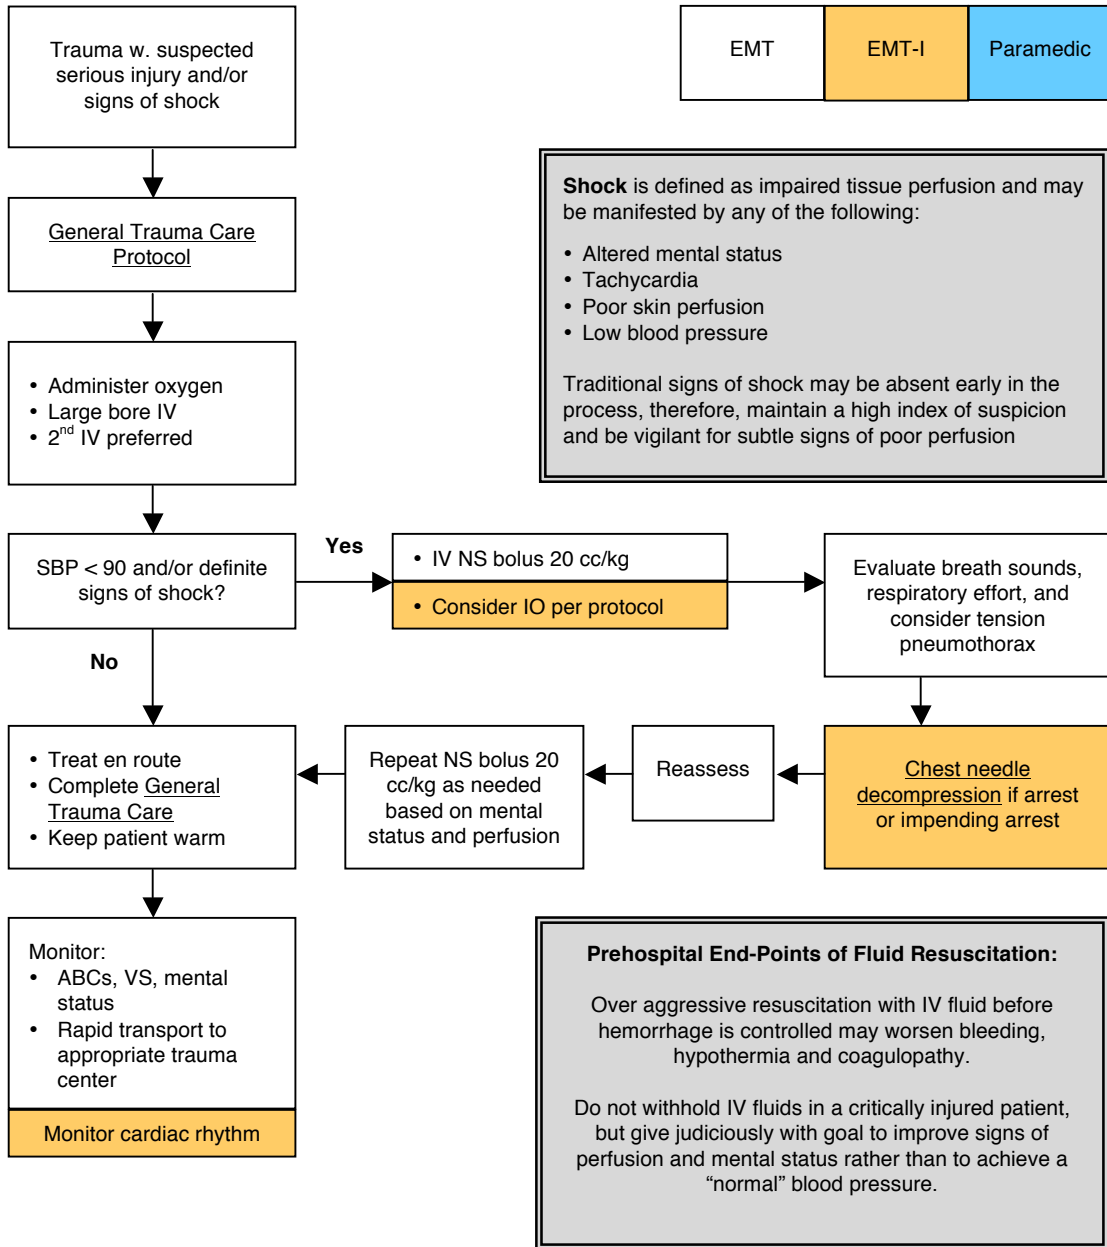 Trauma w. suspected
serious injury and/or
signs of shock
EMT
EMT-I
Paramedic
General Trauma Care
Protocol
Shock is defined as impaired tissue perfusion and may
be manifested by any of the following:
• Altered mental status
• Tachycardia
• Poor skin perfusion
• Low blood pressure
Traditional signs of shock may be absent early in the
process, therefore, maintain a high index of suspicion
and be vigilant for subtle signs of poor perfusion
• Administer oxygen
• Large bore IV
• 2nd IV preferred
SBP < 90 and/or definite
signs of shock?
Yes
No
• IV NS bolus 20 cc/kg
• Consider IO per protocol
Evaluate breath sounds,
respiratory effort, and
consider tension
pneumothorax
Chest needle
decompression if arrest
or impending arrest
Reassess
Repeat NS bolus 20
cc/kg as needed
based on mental
status and perfusion
• Treat en route
• Complete General
Trauma Care
• Keep patient warm
Monitor:
• ABCs, VS, mental
status
• Rapid transport to
appropriate trauma
center
Monitor cardiac rhythm
Prehospital End-Points of Fluid Resuscitation:
Over aggressive resuscitation with IV fluid before
hemorrhage is controlled may worsen bleeding,
hypothermia and coagulopathy.
Do not withhold IV fluids in a critically injured patient,
but give judiciously with goal to improve signs of
perfusion and mental status rather than to achieve a
“normal” blood pressure.